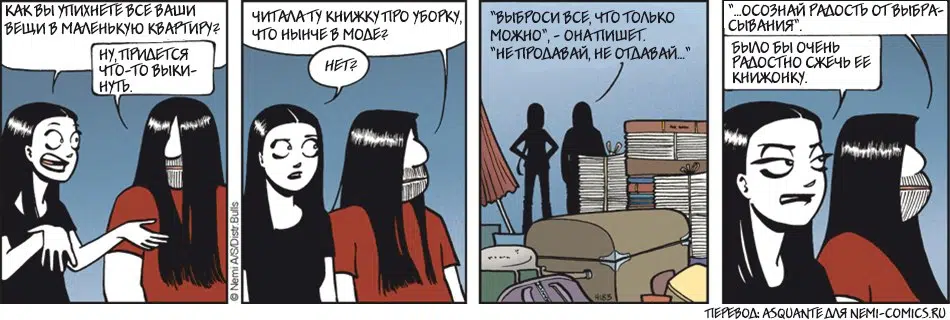 КАК ВЫ УПИХНЕТЕ ВСЕ ВАШИ
ВЕЩИ В МАЛЕНЬКУЮ КВАРТИРУ?
НУ, ПРИДЕТСЯ
ЧТО-ТО ВЫКИ-
НУТЬ.
© Nemi A/S/Distr.Bulls
ЧИТАЛА ТУ КНИЖКУ ПРО УБОРКУ,
ЧТО НЫНЧЕ В МОДЕ?
НЕТ?
"ВЫБРОСИ ВСЕ, ЧТО ТОЛЬКО
МОЖНО", - ОНА ПИШЕТ.
"НЕ ПРОДАВАЙ, НЕ ОТДАВАЙ..."
"...ОСОЗНАЙ РАДОСТЬ ОТ ВЫБРА-
СЫВАНИЯ".
БЫЛО БЫ ОЧЕНЬ
РАДОСТНО СЖЕЧЬ ЕЕ
КНИЖОНКУ.
ПЕРЕВОД: ASQUANTE ДЛЯ NEMI-COMICS.RU